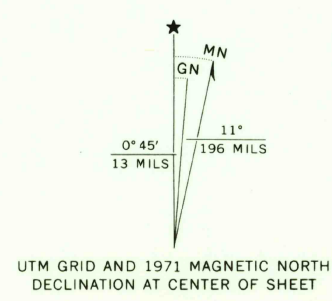 ★
MN
GN
0° 45′
13 MILS
11°
196 MILS
UTM GRID AND 1971 MAGNETIC NORTH
DECLINATION AT CENTER OF SHEET